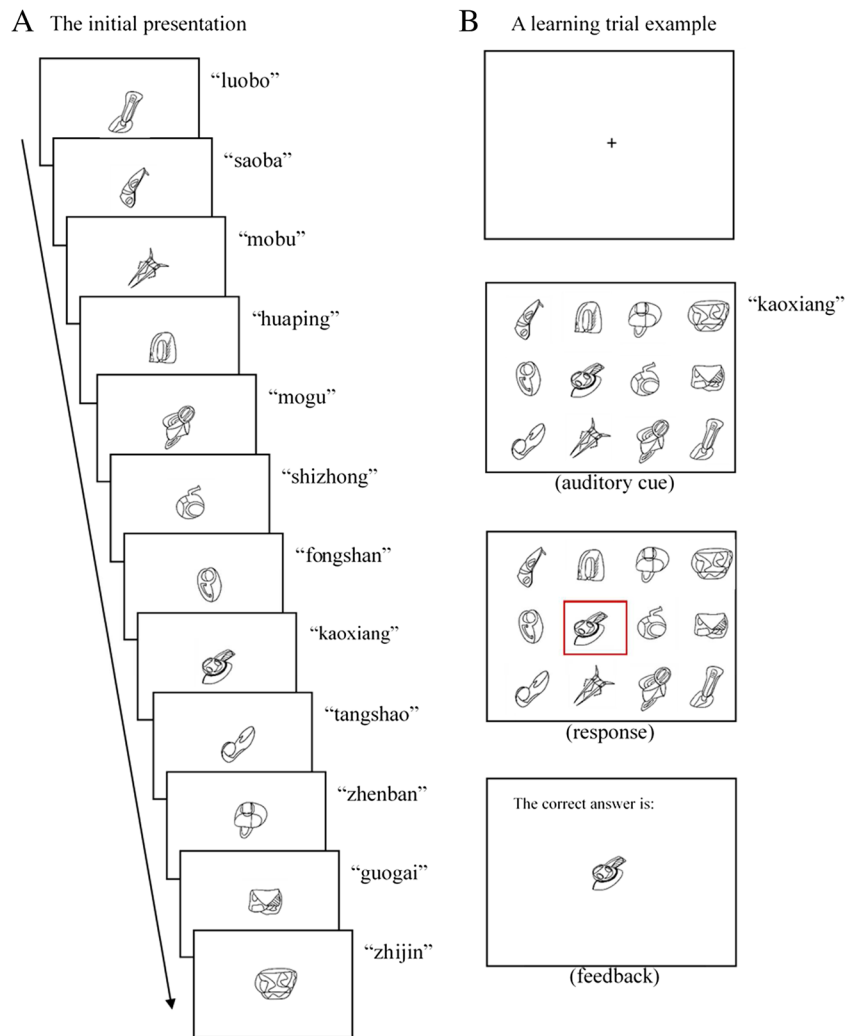 A The initial presentation
“luobo”
“saoba”
“mobu”
“huaping”
“mogu”
“shizhong”
“fongshan”
“kaoxiang”
“tangshao”
“zhenban”
“guogai”
“zhijin”
B A learning trial example
+
“kaoxiang”
(auditory cue)
(response)
The correct answer is:
(feedback)